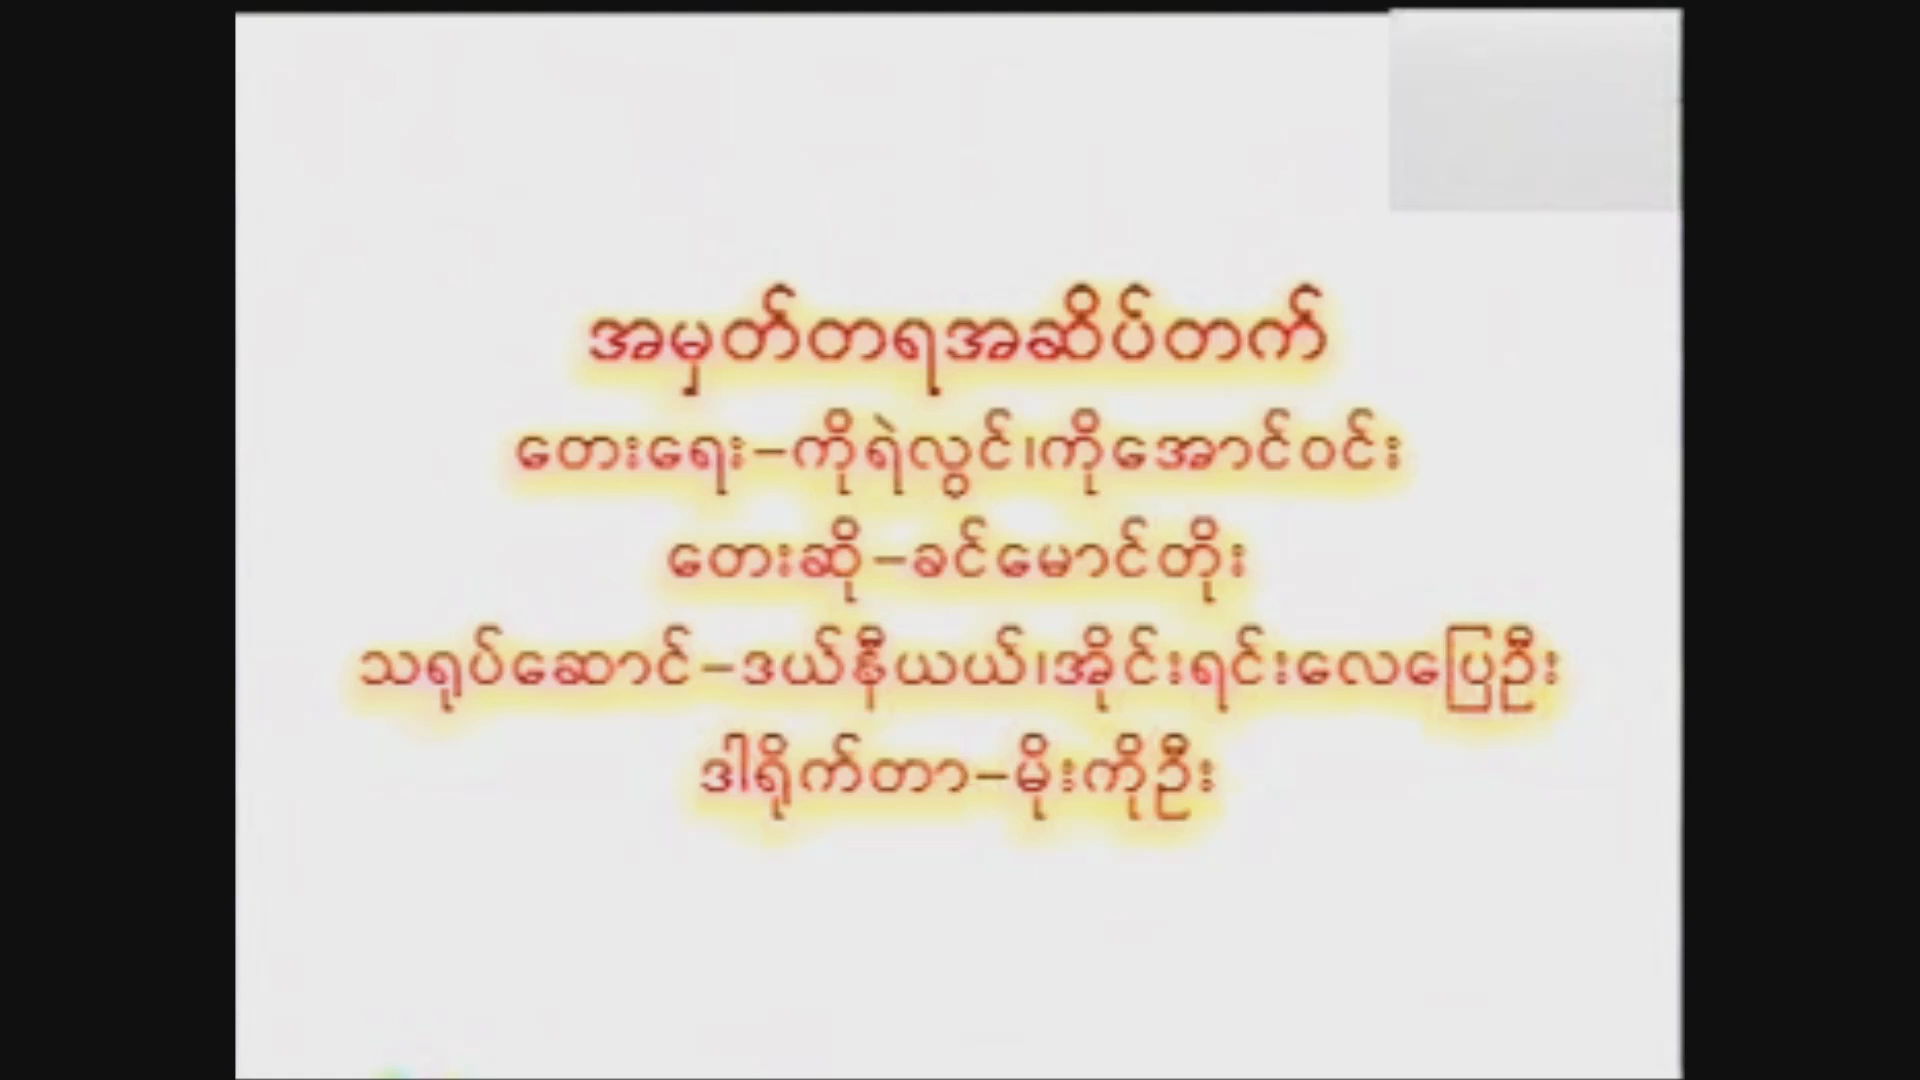 အမှတ်တရအဆိပ်တက်
တေးရေး-ကိုရဲလွင်၊ကိုအောင်ဝင်း
တေးဆို-ခင်မောင်တိုး
သရုပ်ဆောင်-ဒယ်နီယယ်၊အိုင်းရင်းလေပြေဦး
ဒါရိုက်တာ-မိုးကိုဦး